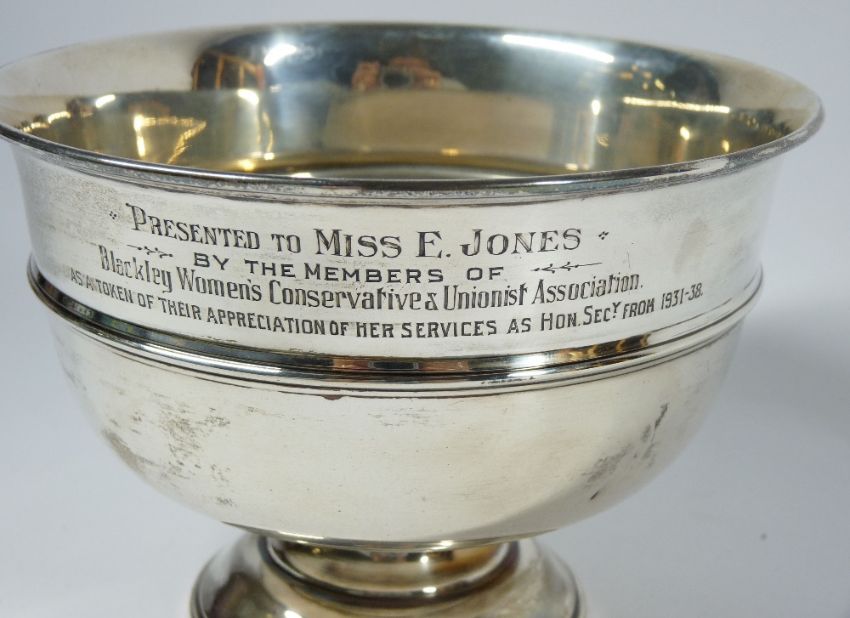 PRESENTED TO MISS E. JONES
BY THE MEMBERS OF
Blackley Women's Conservative & Unionist Association.
AS A TOKEN OF THEIR APPRECIATION OF HER SERVICES AS HON. SECY FROM 1931-38.